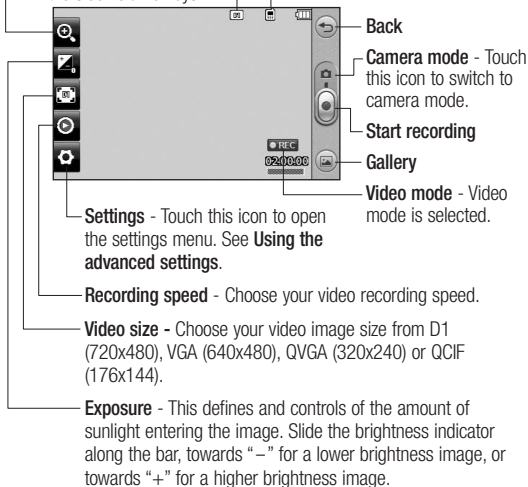 Back
Camera mode - Touch
this icon to switch to
camera mode.
Start recording
REC
02:00:00
Gallery
Video mode - Video
mode is selected.
Settings - Touch this icon to open
the settings menu. See Using the
advanced settings.
Recording speed - Choose your video recording speed.
Video size - Choose your video image size from D1
(720x480), VGA (640x480), QVGA (320x240) or QCIF
(176x144).
Exposure - This defines and controls of the amount of
sunlight entering the image. Slide the brightness indicator
along the bar, towards “–” for a lower brightness image, or
towards “+” for a higher brightness image.